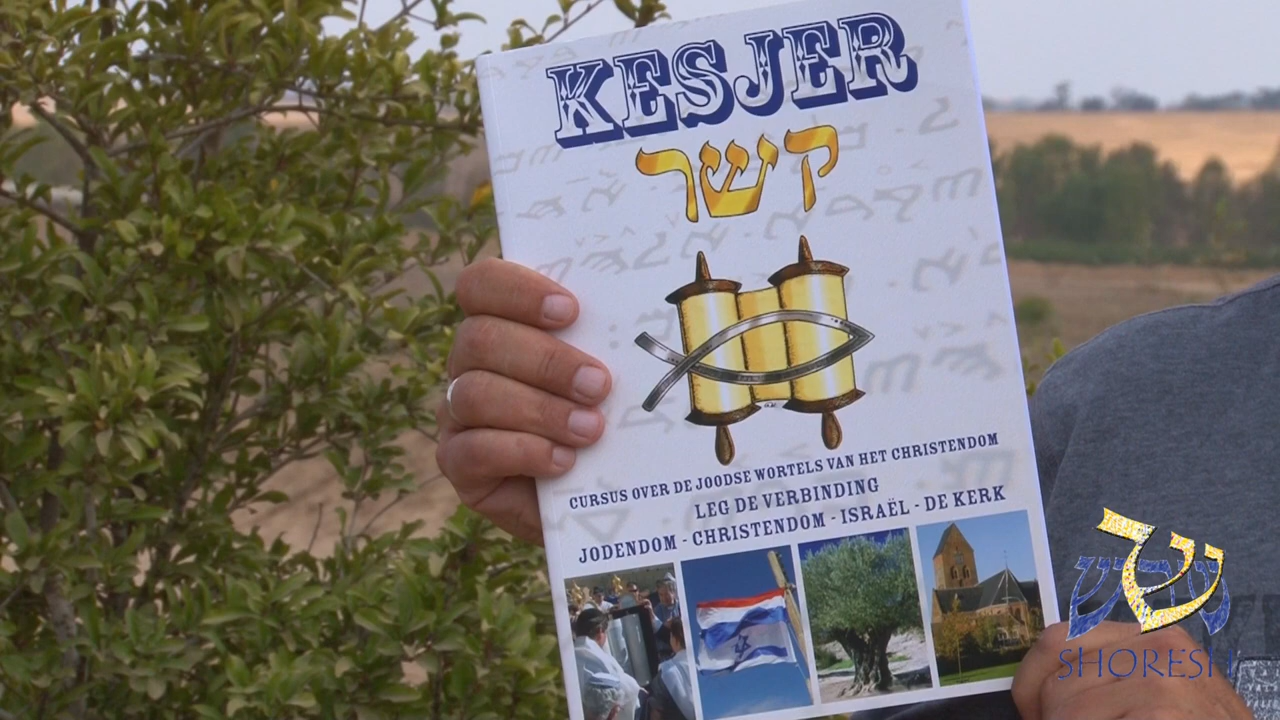 KESJER
קשר
CURSUS OVER DE JOODSE WORTELS VAN HET CHRISTENDOM
LEG DE VERBINDING
JODENDOM - CHRISTENDOM - ISRAËL - DE KERK
שרש
SHORESH